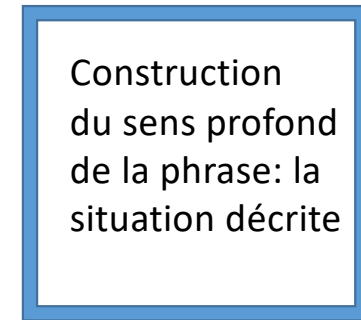 Construction
du sens profond
de la phrase: la
situation décrite